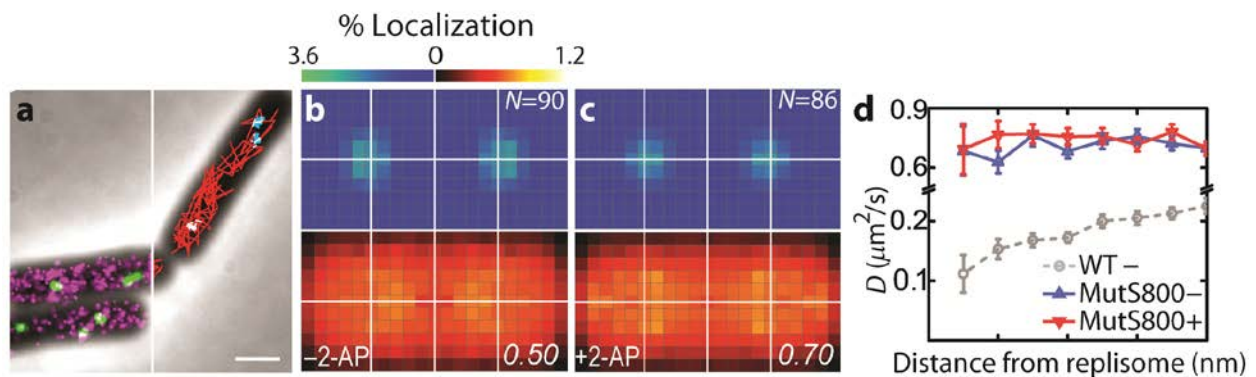 % Localization
3.6 0 1.2
a b N=90 c N=86 d
−2-AP 0.50 +2-AP 0.70
0.9
0.6
0.2
0.1
D (μm²/s)
WT −
MutS800−
MutS800+
Distance from replisome (nm)